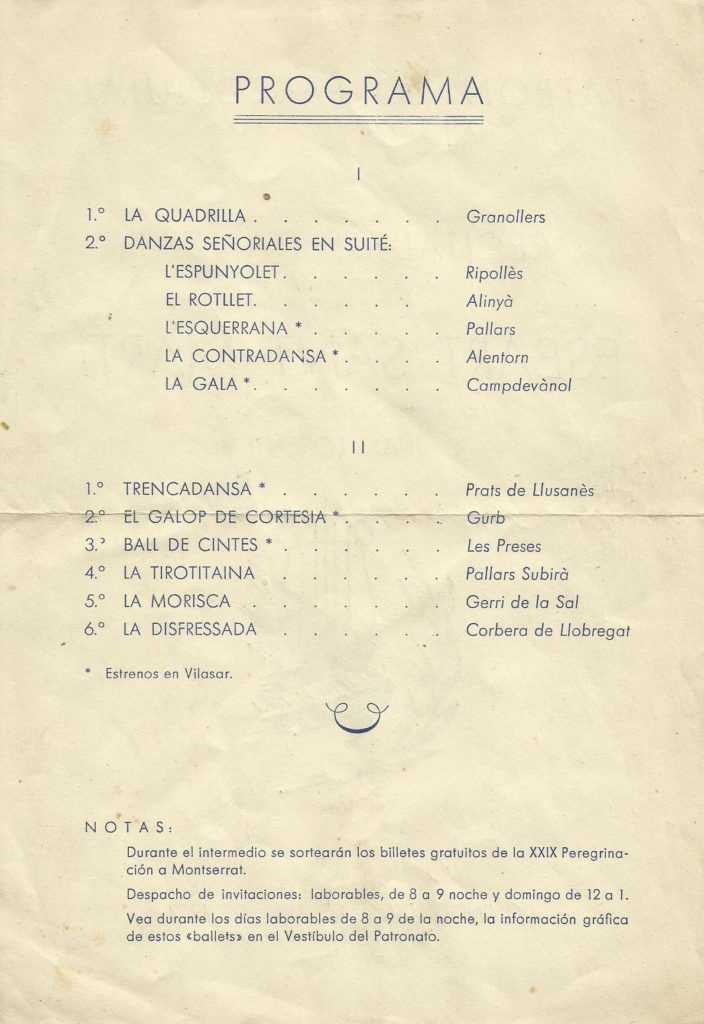 PROGRAMA
I
1.º LA QUADRILLA . . . . . . . Granollers
2.º DANZAS SEÑORIALES EN SUITÉ:
L'ESPUNYOLET . . . . . . Ripollès
EL ROTLLET. . . . . . Alinyà
L'ESQUERRANA * . . . . . Pallars
LA CONTRADANSA * . . . . Alentorn
LA GALA * . . . . . . . Campdevànol
II
1.º TRENCADANSA * . . . . . . Prats de Llusanès
2.º EL GALOP DE CORTESIA * . . . . Gurb
3.º BALL DE CINTES * . . . . . . Les Preses
4.º LA TIROTITAINA . . . . . . Pallars Subirà
5.º LA MORISCA . . . . . . . Gerri de la Sal
6.º LA DISFRESSADA . . . . . . Corbera de Llobregat
* Estrenos en Vilasar.
NOTAS:
Durante el intermedio se sortearán los billetes gratuitos de la XXIX Peregrina-
ción a Montserrat.
Despacho de invitaciones: laborables, de 8 a 9 noche y domingo de 12 a 1.
Vea durante los días laborables de 8 a 9 de la noche, la información gráfica
de estos «ballets» en el Vestíbulo del Patronato.